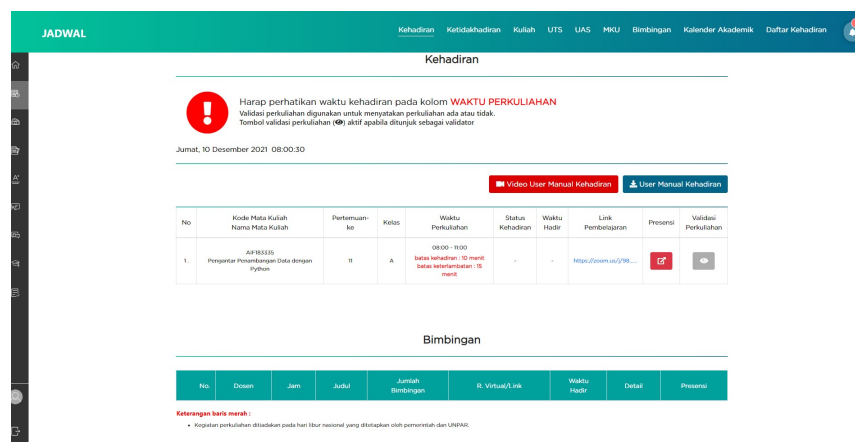 JADWAL
Kehadiran Ketidakhadiran Kuliah UTS UAS MKU Bimbingan Kalender Akademik Daftar Kehadiran
Kehadiran
Harap perhatikan waktu kehadiran pada kolom WAKTU PERKULIAHAN
Validasi perkuliahan digunakan untuk menyatakan perkuliahan ada atau tidak.
Tombol validasi perkuliahan () aktif apabila ditunjuk sebagai validator
Jumat, 10 Desember 2021 08:00:30
Video User Manual Kehadiran User Manual Kehadiran
No
Kode Mata Kuliah
Nama Mata Kuliah
Pertemuan-
ke
Kelas
Waktu
Perkuliahan
Status
Kehadiran
Waktu
Hadir
Link
Pembelajaran
Presensi
Validasi
Perkuliahan
1.
AIF183335
Pengantar Penambangan Data dengan
Python
11
A
08:00 - 11:00
batas kehadiran : 10 menit
batas keterlambatan : 15
menit
-
-
https://zoom.us/j/98.....
Bimbingan
No.
Dosen
Jam
Judul
Jumlah
Bimbingan
R. Virtual/Link
Waktu
Hadir
Detail
Presensi
Keterangan baris merah :
• Kegiatan perkuliahan ditiadakan pada hari libur nasional yang ditetapkan oleh pemerintah dan UNPAR.